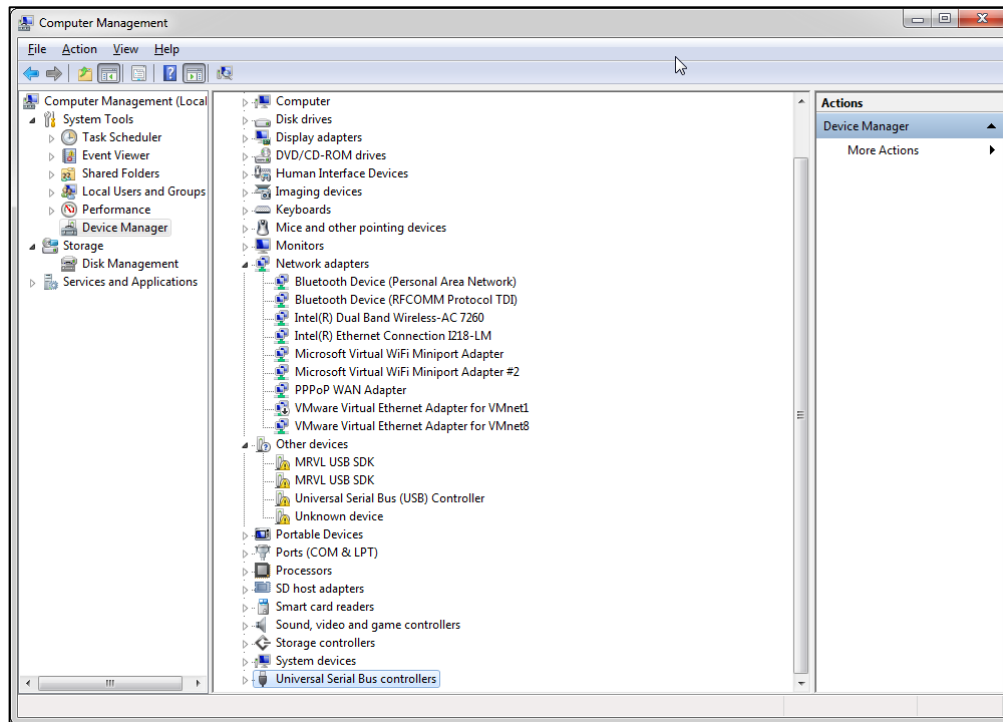 Computer Management
File Action View Help
Computer Management (Local
System Tools
Task Scheduler
Event Viewer
Shared Folders
Local Users and Groups
Performance
Device Manager
Storage
Disk Management
Services and Applications
Computer
Disk drives
Display adapters
DVD/CD-ROM drives
Human Interface Devices
Imaging devices
Keyboards
Mice and other pointing devices
Monitors
Network adapters
Bluetooth Device (Personal Area Network)
Bluetooth Device (RFCOMM Protocol TDI)
Intel(R) Dual Band Wireless-AC 7260
Intel(R) Ethernet Connection I218-LM
Microsoft Virtual WiFi Miniport Adapter
Microsoft Virtual WiFi Miniport Adapter #2
PPPoP WAN Adapter
VMware Virtual Ethernet Adapter for VMnet1
VMware Virtual Ethernet Adapter for VMnet8
Other devices
MRVL USB SDK
MRVL USB SDK
Universal Serial Bus (USB) Controller
Unknown device
Portable Devices
Ports (COM & LPT)
Processors
SD host adapters
Smart card readers
Sound, video and game controllers
Storage controllers
System devices
Universal Serial Bus controllers
Actions
Device Manager
More Actions